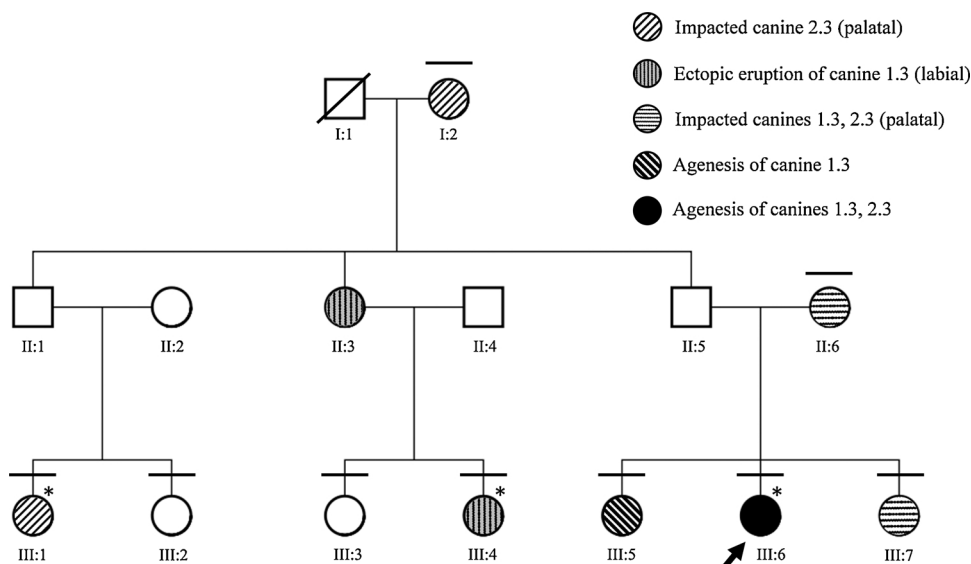 Impacted canine 2.3 (palatal)
Ectopic eruption of canine 1.3 (labial)
Impacted canines 1.3, 2.3 (palatal)
Agenesis of canine 1.3
Agenesis of canines 1.3, 2.3
I:1 I:2
II:1 II:2 II:3 II:4 II:5 II:6
* * *
III:1 III:2 III:3 III:4 III:5 III:6 III:7